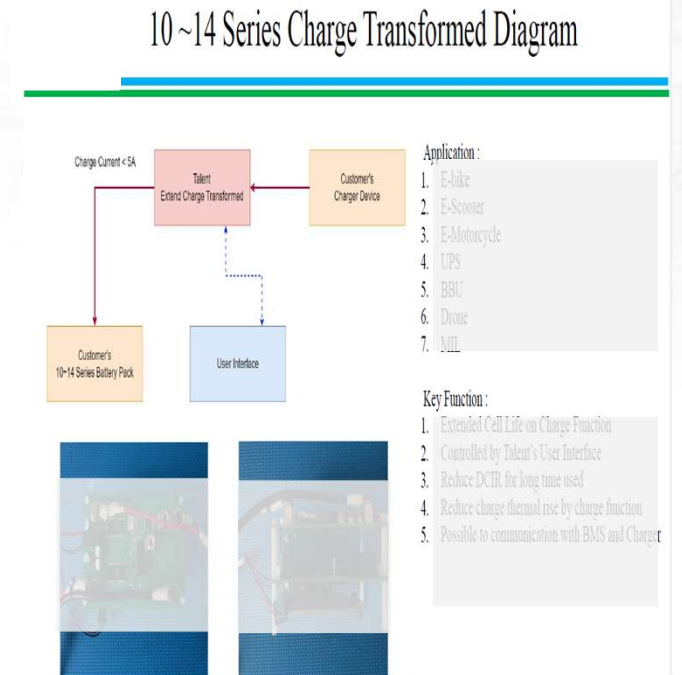 10 ~14 Series Charge Transformed Diagram
Charge Current < 5A
Talent
Extend Charge Transformed
Customer's
Charger Device
Customer's
10~14 Series Battery Pack
User Interface
Application :
1. E-bike
2. E-Scooter
3. E-Motorcycle
4. UPS
5. BBU
6. Drone
7. MIL
Key Function :
1. Extended Cell Life on Charge Function
2. Controlled by Talent's User Interface
3. Reduce DCIR for long time used
4. Reduce charge thermal rise by charge function
5. Possible to communication with BMS and Charger